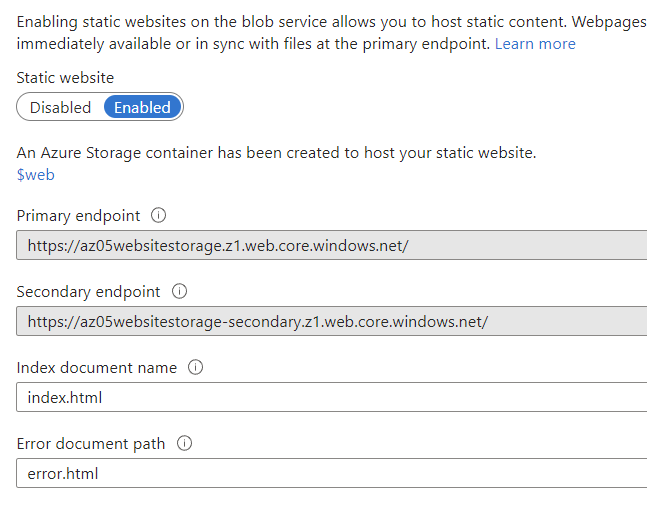 Enabling static websites on the blob service allows you to host static content. Webpages
immediately available or in sync with files at the primary endpoint. Learn more
Static website
Disabled Enabled
An Azure Storage container has been created to host your static website.
$web
Primary endpoint
https://az05websitestorage.z1.web.core.windows.net/
Secondary endpoint
https://az05websitestorage-secondary.z1.web.core.windows.net/
Index document name
index.html
Error document path
error.html